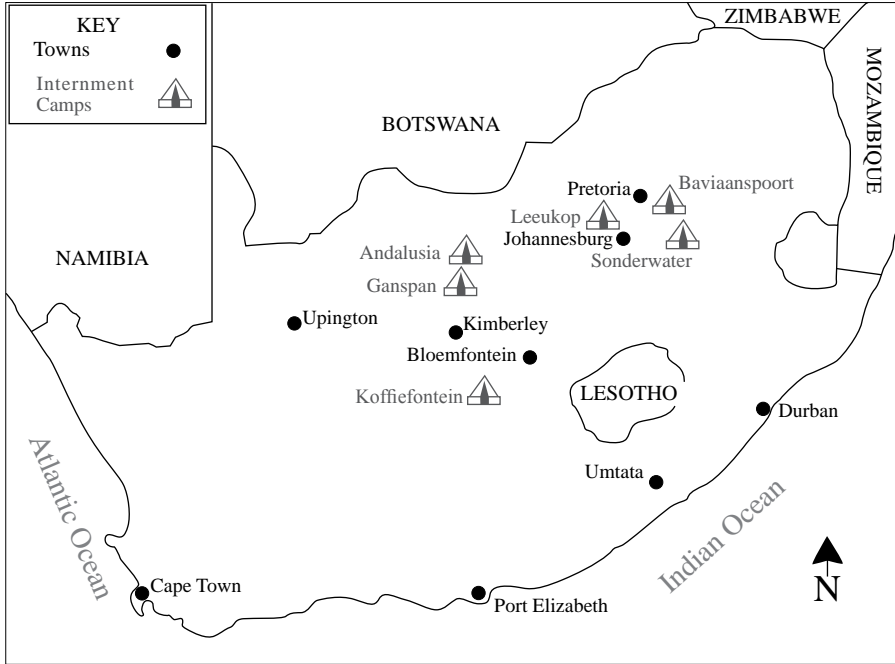 KEY
Towns
Internment
Camps
ZIMBABWE
MOZAMBIQUE
BOTSWANA
NAMIBIA
Pretoria
Baviaanspoort
Leeukop
Johannesburg
Sonderwater
Andalusia
Ganspan
Upington
Kimberley
Bloemfontein
Koffiefontein
LESOTHO
Durban
Umtata
Atlantic Ocean
Indian Ocean
Cape Town
Port Elizabeth
N